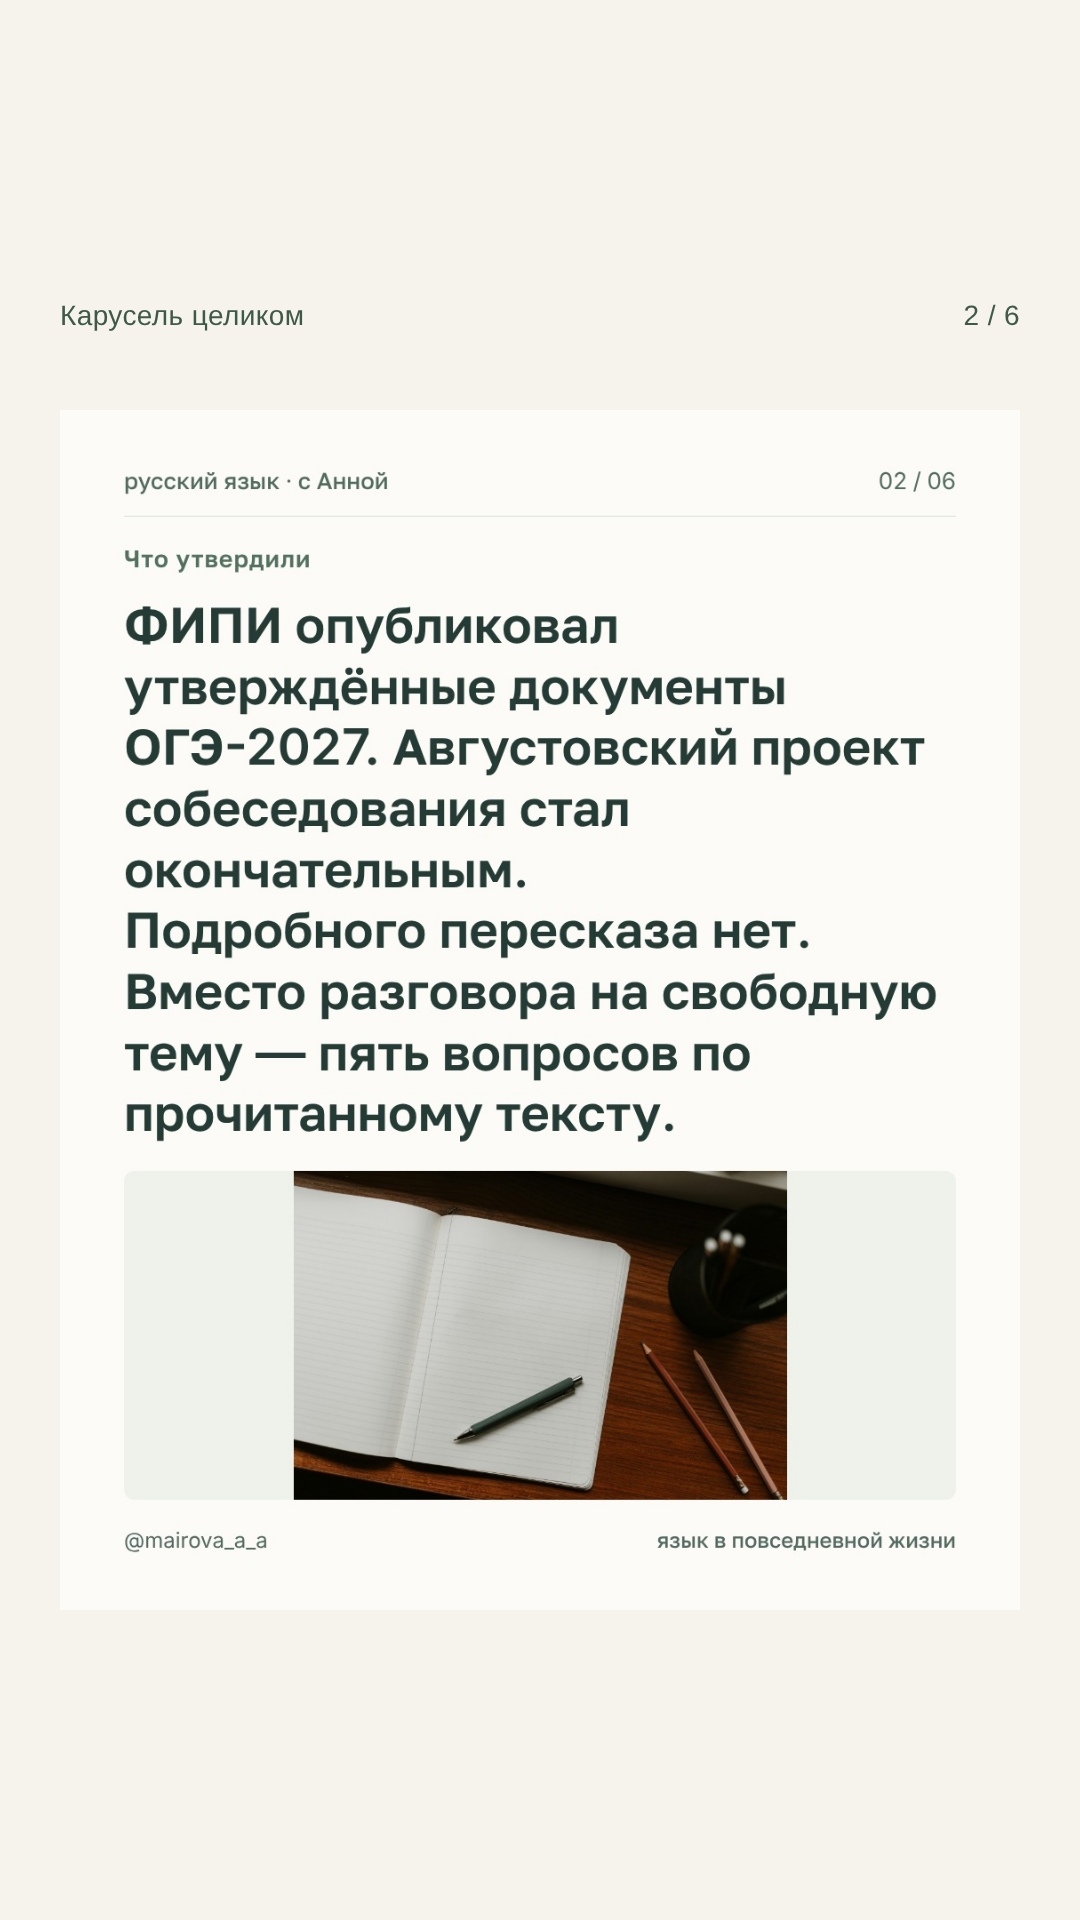 Карусель целиком
2 / 6
русский язык · с Анной
02 / 06
Что утвердили
ФИПИ опубликовал
утверждённые документы
ОГЭ-2027. Августовский проект
собеседования стал
окончательным.
Подробного пересказа нет.
Вместо разговора на свободную
тему — пять вопросов по
прочитанному тексту.
@mairova_a_a
язык в повседневной жизни